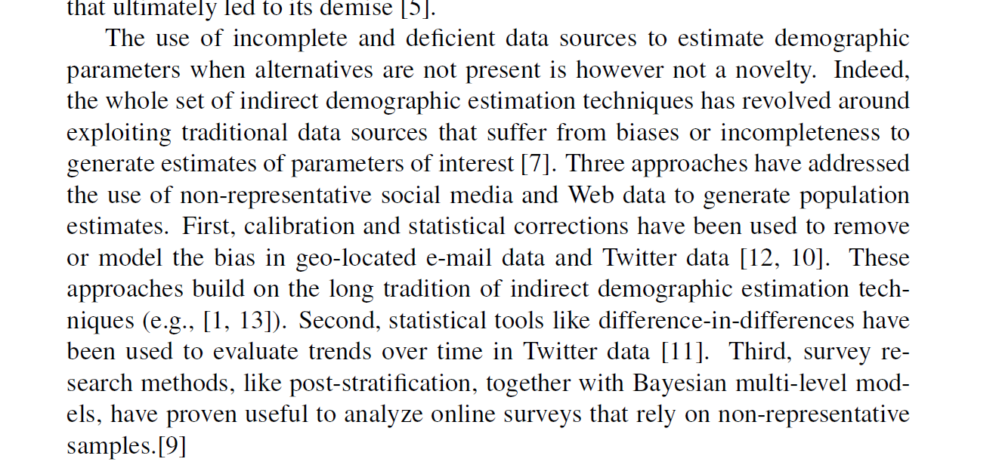 that ultimately led to its demise [5].
The use of incomplete and deficient data sources to estimate demographic
parameters when alternatives are not present is however not a novelty. Indeed,
the whole set of indirect demographic estimation techniques has revolved around
exploiting traditional data sources that suffer from biases or incompleteness to
generate estimates of parameters of interest [7]. Three approaches have addressed
the use of non-representative social media and Web data to generate population
estimates. First, calibration and statistical corrections have been used to remove
or model the bias in geo-located e-mail data and Twitter data [12, 10]. These
approaches build on the long tradition of indirect demographic estimation tech-
niques (e.g., [1, 13]). Second, statistical tools like difference-in-differences have
been used to evaluate trends over time in Twitter data [11]. Third, survey re-
search methods, like post-stratification, together with Bayesian multi-level mod-
els, have proven useful to analyze online surveys that rely on non-representative
samples.[9]